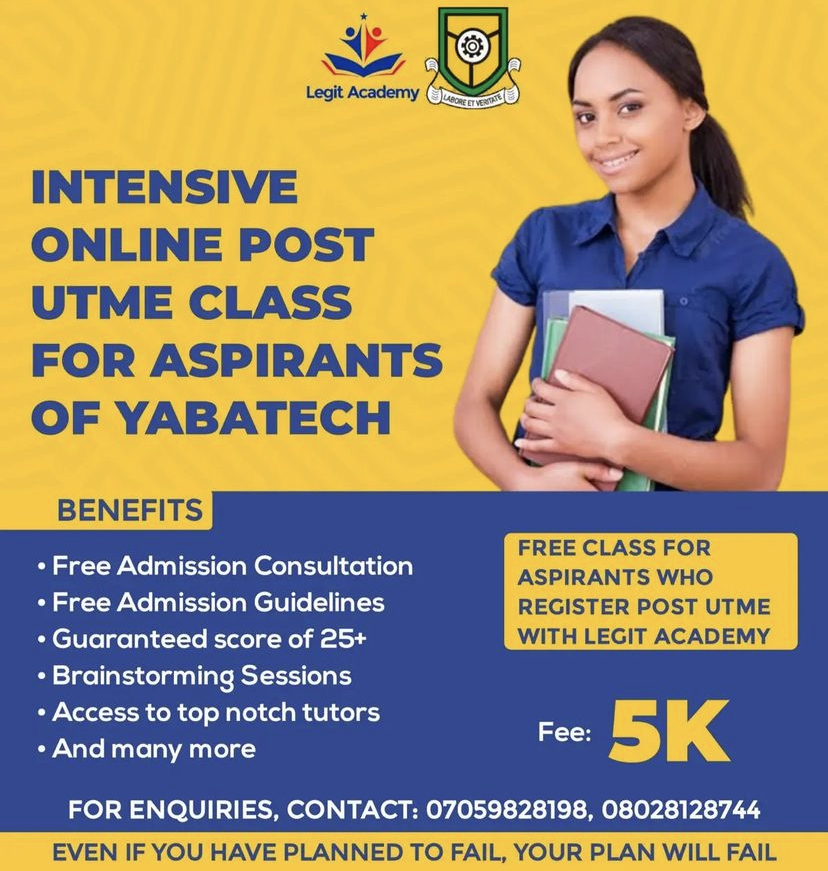 Legit Academy
LABORE ET VERITATE
INTENSIVE
ONLINE POST
UTME CLASS
FOR ASPIRANTS
OF YABATECH
BENEFITS
• Free Admission Consultation
• Free Admission Guidelines
• Guaranteed score of 25+
• Brainstorming Sessions
• Access to top notch tutors
• And many more
FREE CLASS FOR
ASPIRANTS WHO
REGISTER POST UTME
WITH LEGIT ACADEMY
Fee: 5K
FOR ENQUIRIES, CONTACT: 07059828198, 08028128744
EVEN IF YOU HAVE PLANNED TO FAIL, YOUR PLAN WILL FAIL